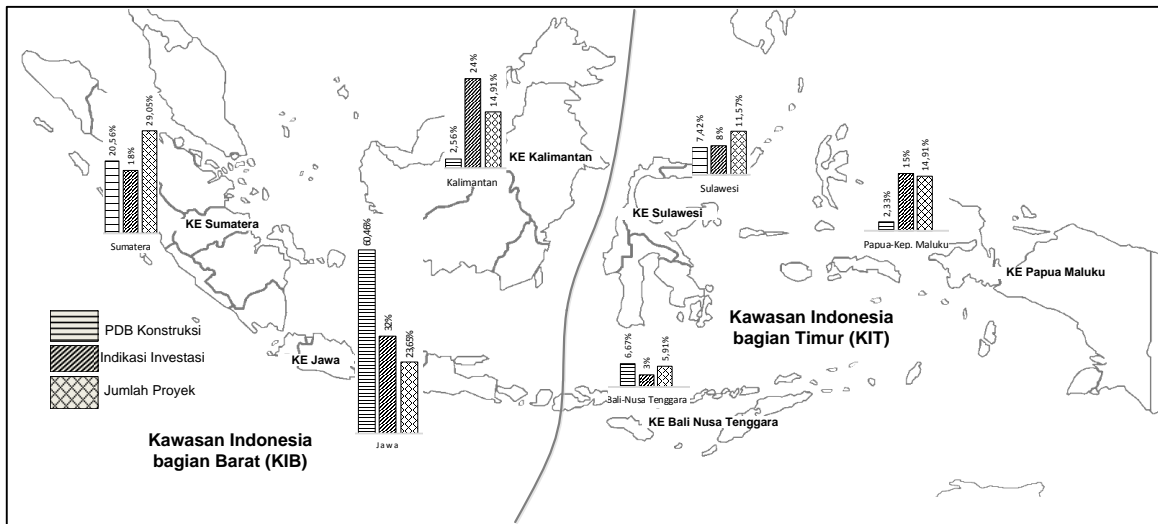 20,56%
18%
29,05%
Sumatera
KE Sumatera
2,56%
24%
14,91%
Kalimantan
KE Kalimantan
7,42%
8%
11,57%
Sulawesi
KE Sulawesi
2,33%
15%
14,91%
Papua-Kep. Maluku
KE Papua Maluku
60,46%
32%
23,65%
Jawa
KE Jawa
PDB Konstruksi
Indikasi Investasi
Jumlah Proyek
Kawasan Indonesia
bagian Barat (KIB)
Kawasan Indonesia
bagian Timur (KIT)
6,67%
3%
5,91%
Bali-Nusa Tenggara
KE Bali Nusa Tenggara